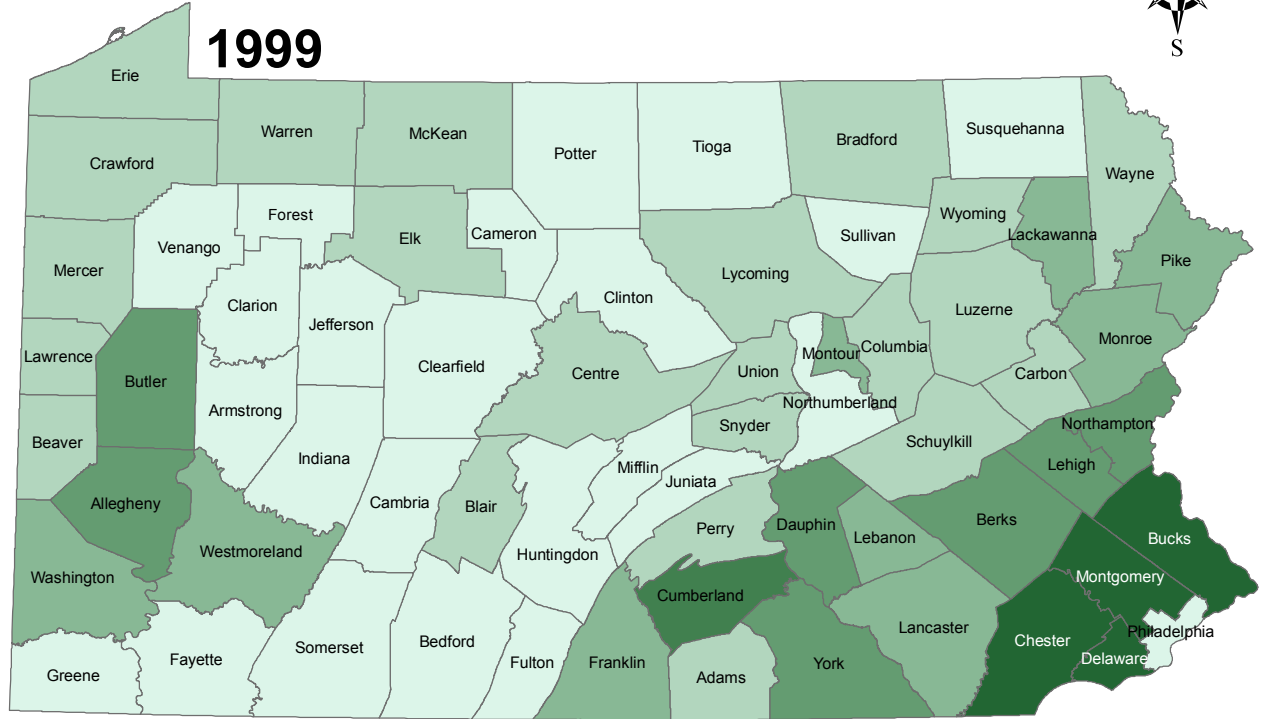 1999
S
Erie
Warren
McKean
Potter
Tioga
Bradford
Susquehanna
Wayne
Crawford
Forest
Venango
Elk
Cameron
Sullivan
Wyoming
Lackawanna
Pike
Mercer
Clarion
Jefferson
Clinton
Lycoming
Luzerne
Monroe
Lawrence
Butler
Clearfield
Centre
Union
Montour
Columbia
Carbon
Armstrong
Northumberland
Snyder
Northampton
Beaver
Indiana
Mifflin
Juniata
Schuylkill
Lehigh
Allegheny
Cambria
Blair
Perry
Dauphin
Lebanon
Berks
Bucks
Westmoreland
Huntingdon
Washington
Cumberland
Montgomery
Lancaster
Philadelphia
Greene
Fayette
Somerset
Bedford
Fulton
Franklin
Adams
York
Chester
Delaware